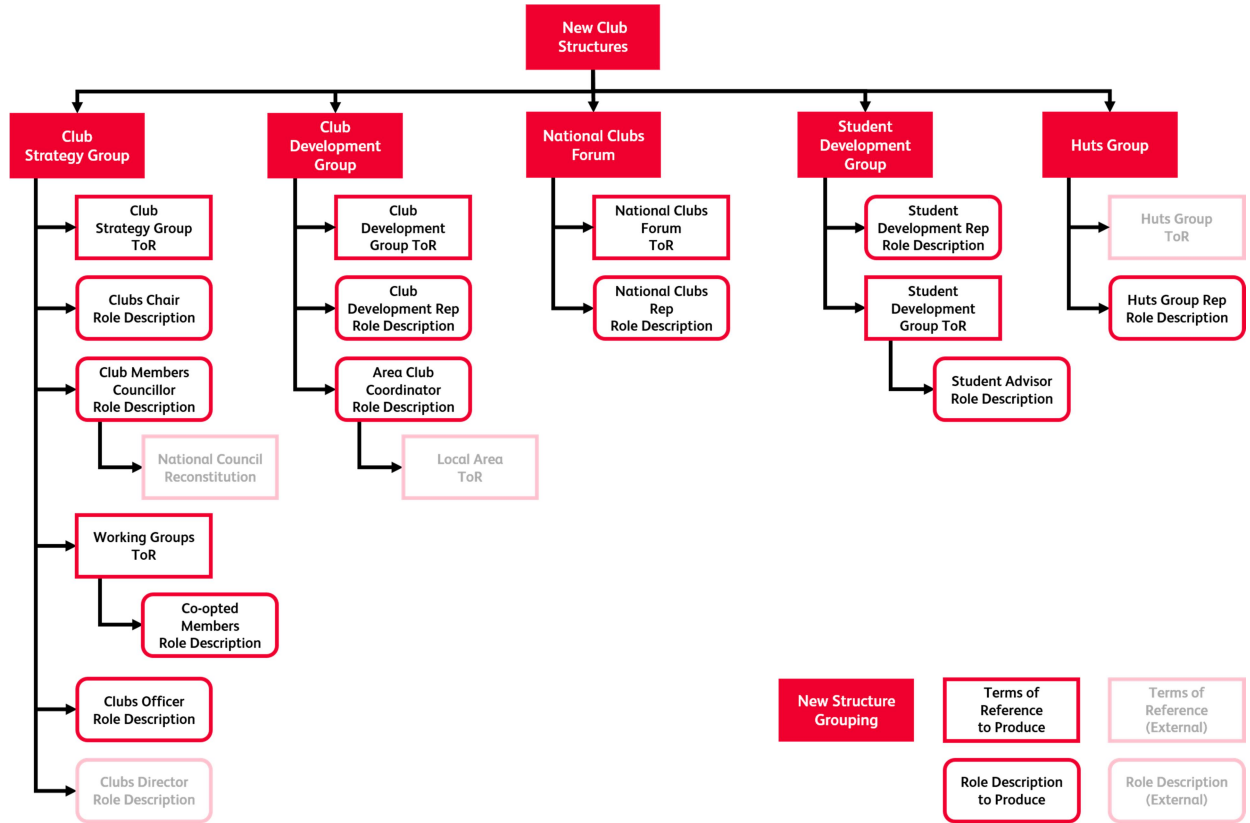 New Club
Structures
Club
Strategy Group
Club
Development
Group
National Clubs
Forum
Student
Development
Group
Huts Group
Club
Strategy Group
ToR
Clubs Chair
Role Description
Club Members
Councillor
Role Description
National Council
Reconstitution
Working Groups
ToR
Co-opted
Members
Role Description
Clubs Officer
Role Description
Clubs Director
Role Description
Club
Development
Group ToR
Club
Development Rep
Role Description
Area Club
Coordinator
Role Description
Local Area
ToR
National Clubs
Forum
ToR
National Clubs
Rep
Role Description
Student
Development Rep
Role Description
Student
Development
Group ToR
Student Advisor
Role Description
Huts Group
ToR
Huts Group Rep
Role Description
New Structure
Grouping
Terms of
Reference
to Produce
Terms of
Reference
(External)
Role Description
to Produce
Role Description
(External)